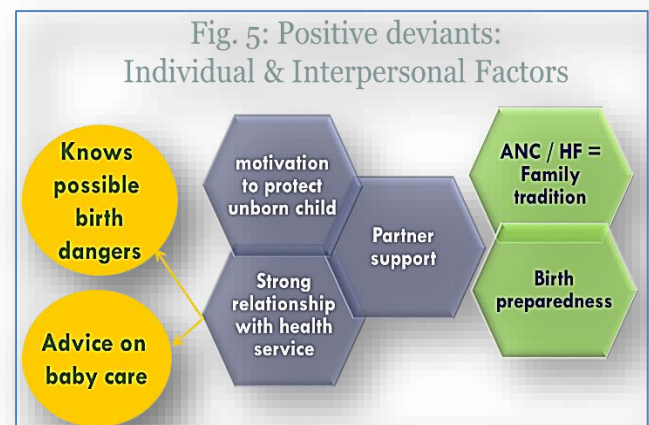 Fig. 5: Positive deviants:
Individual & Interpersonal Factors
Knows
possible
birth
dangers
Advice on
baby care
motivation
to protect
unborn child
Strong
relationship
with health
service
Partner
support
ANC / HF =
Family
tradition
Birth
preparedness